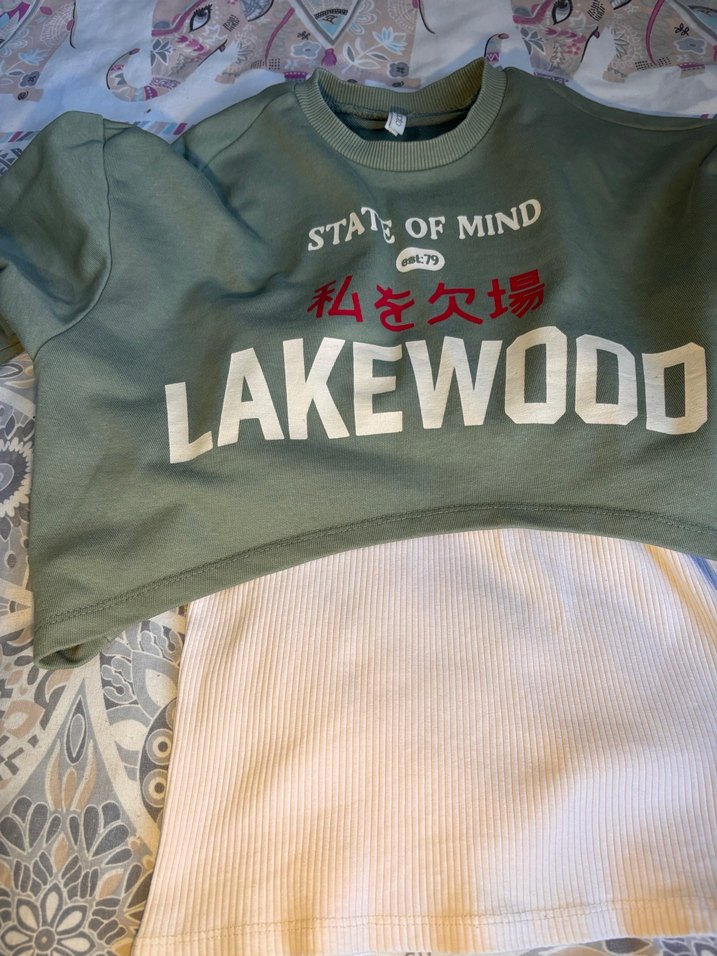 STATE OF MIND
est:79
私を欠場
LAKEWOOD